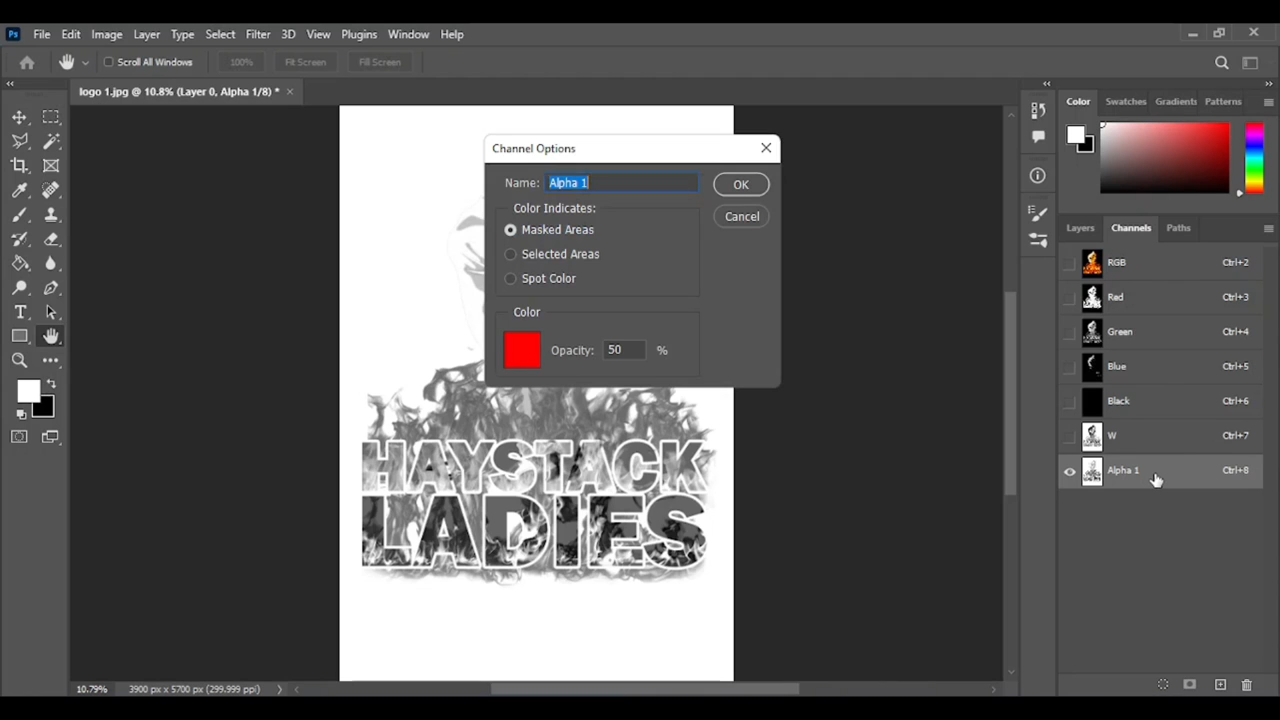 Ps File Edit Image Layer Type Select Filter 3D View Plugins Window Help
Scroll All Windows 100% Fit Screen Fill Screen
logo 1.jpg @ 10.8% (Layer 0, Alpha 1/8) *
Channel Options
Name: Alpha 1
OK
Color Indicates:
Cancel
Masked Areas
Selected Areas
Spot Color
Color
Opacity: 50 %
HAYSTACK
LADIES
Color Swatches Gradients Patterns
Layers Channels Paths
RGB Ctrl+2
Red Ctrl+3
Green Ctrl+4
Blue Ctrl+5
Black Ctrl+6
W Ctrl+7
Alpha 1 Ctrl+8
10.79% 3900 px x 5700 px (299.999 ppi)